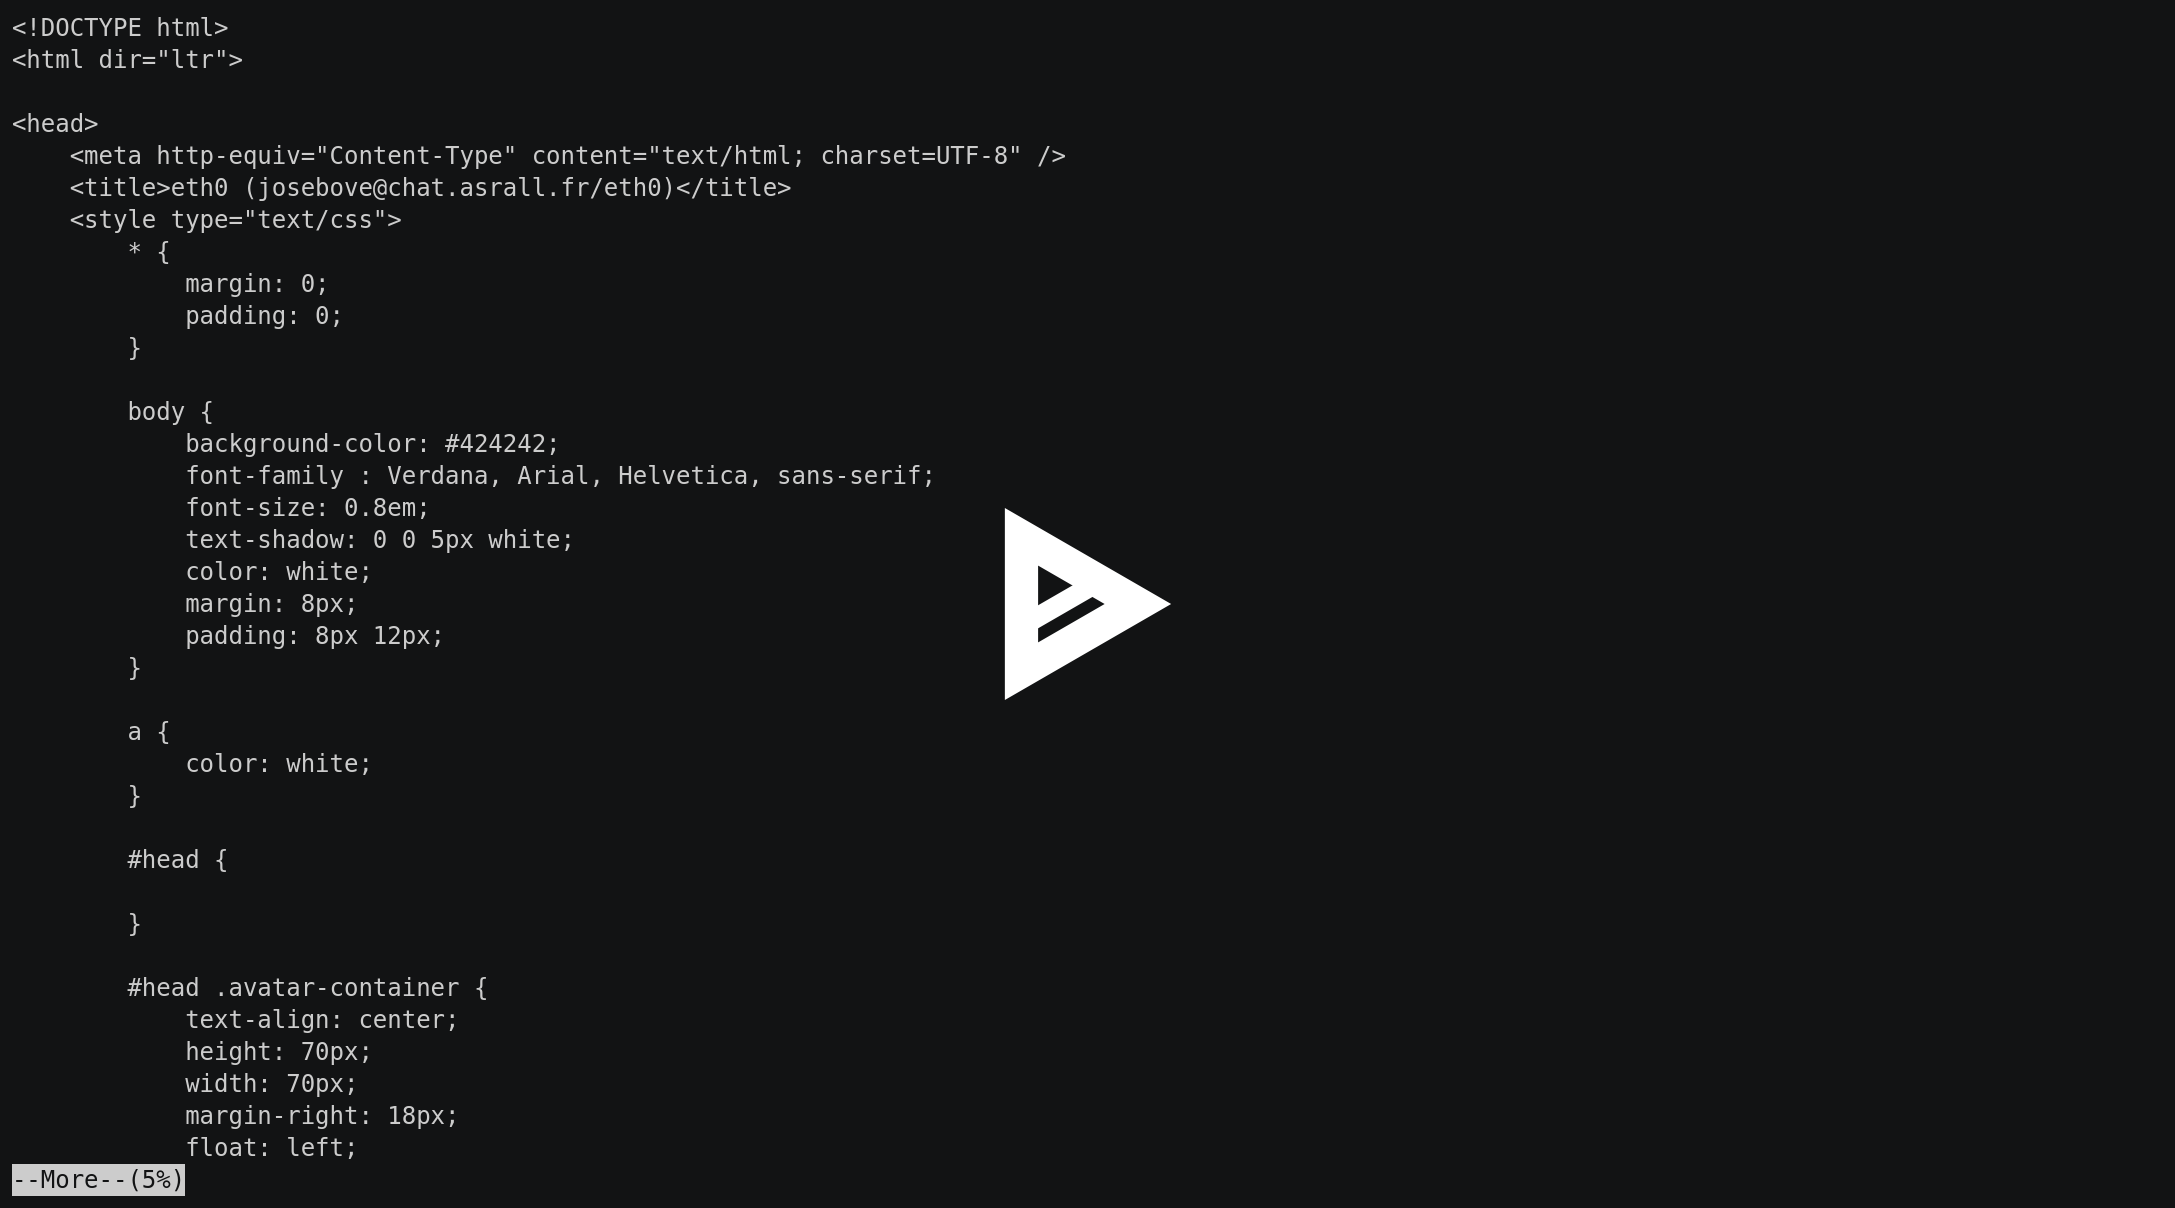 <!DOCTYPE html>
<html dir="ltr">

<head>
    <meta http-equiv="Content-Type" content="text/html; charset=UTF-8" />
    <title>eth0 (josebove@chat.asrall.fr/eth0)</title>
    <style type="text/css">
        * {
            margin: 0;
            padding: 0;
        }

        body {
            background-color: #424242;
            font-family : Verdana, Arial, Helvetica, sans-serif;
            font-size: 0.8em;
            text-shadow: 0 0 5px white;
            color: white;
            margin: 8px;
            padding: 8px 12px;
        }

        a {
            color: white;
        }

        #head {

        }

        #head .avatar-container {
            text-align: center;
            height: 70px;
            width: 70px;
            margin-right: 18px;
            float: left;
--More--(5%)